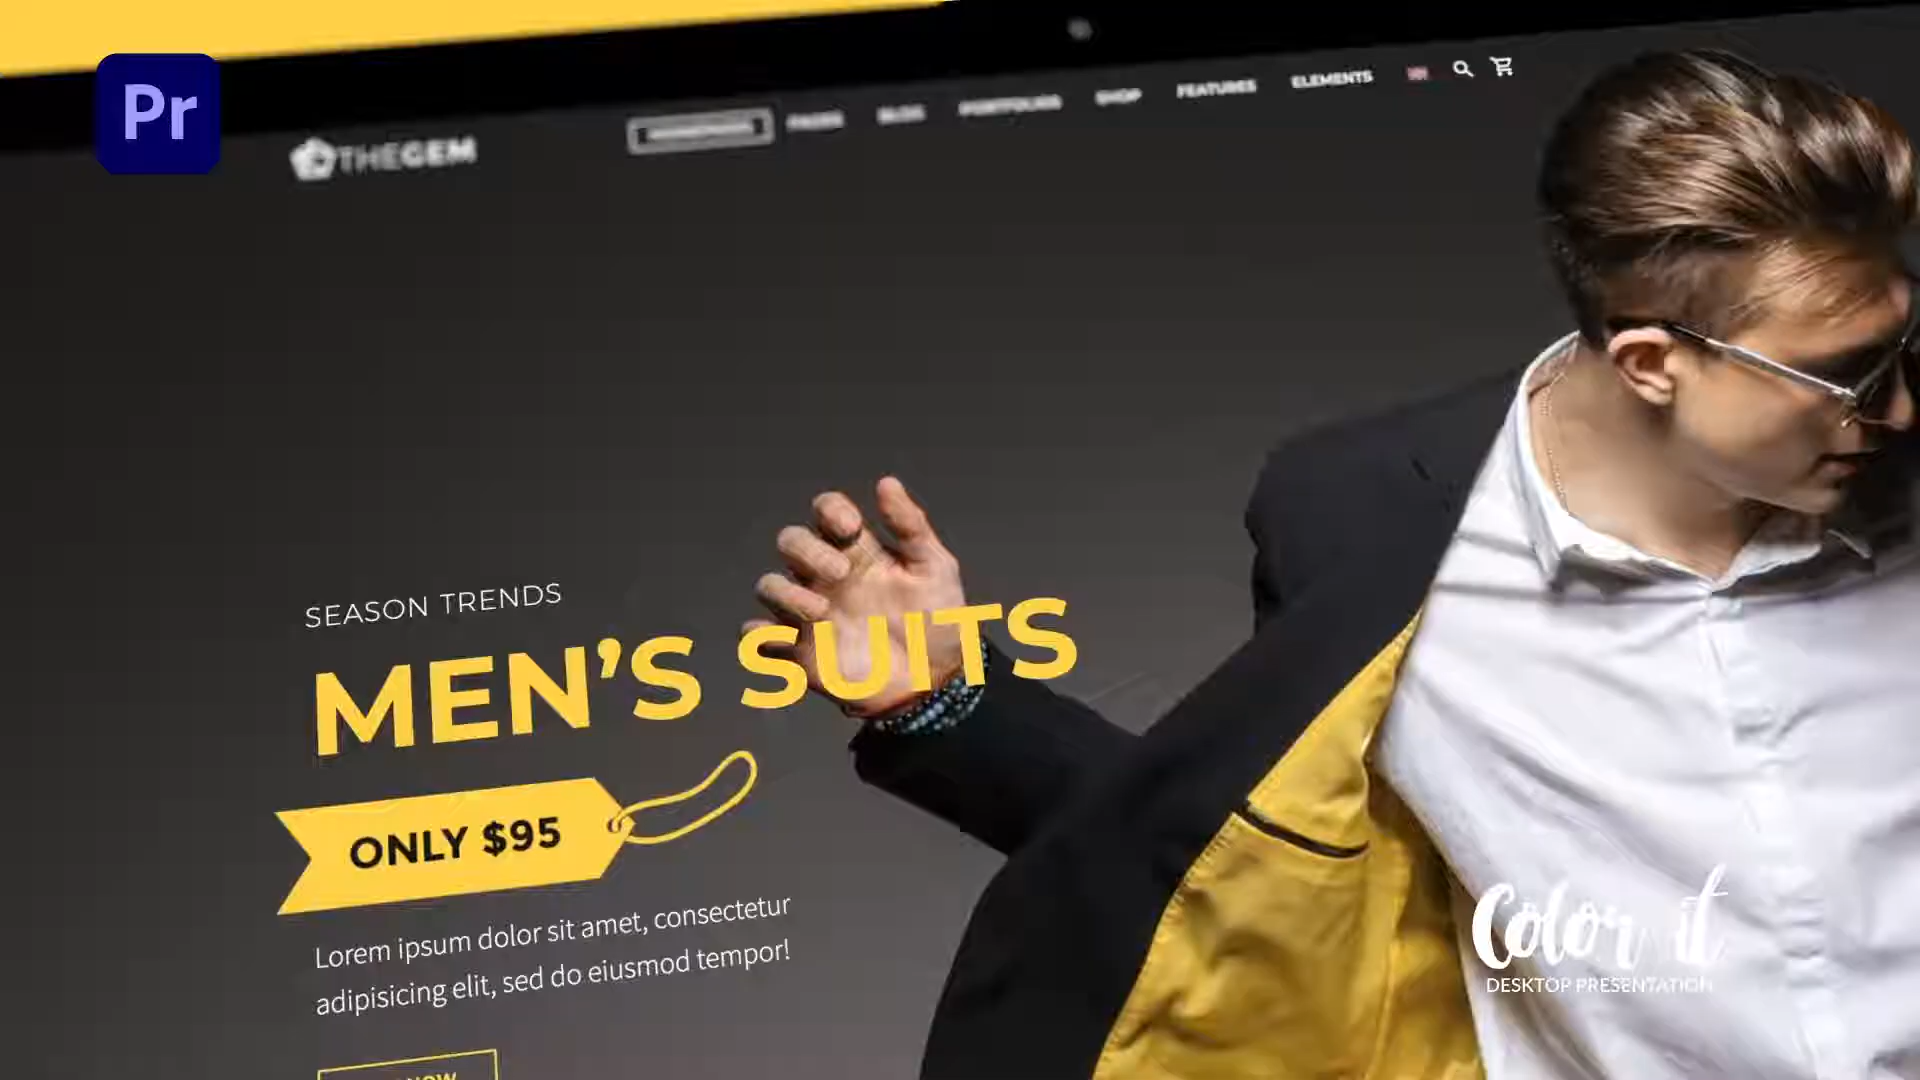 Pr
THEGEM
PAGES
BLOG
PORTFOLIOS
SHOP
FEATURES
ELEMENTS
SEASON TRENDS
MEN'S SUITS
ONLY $95
Lorem ipsum dolor sit amet, consectetur
adipisicing elit, sed do eiusmod tempor!
NOW
Color it
DESKTOP PRESENTATION